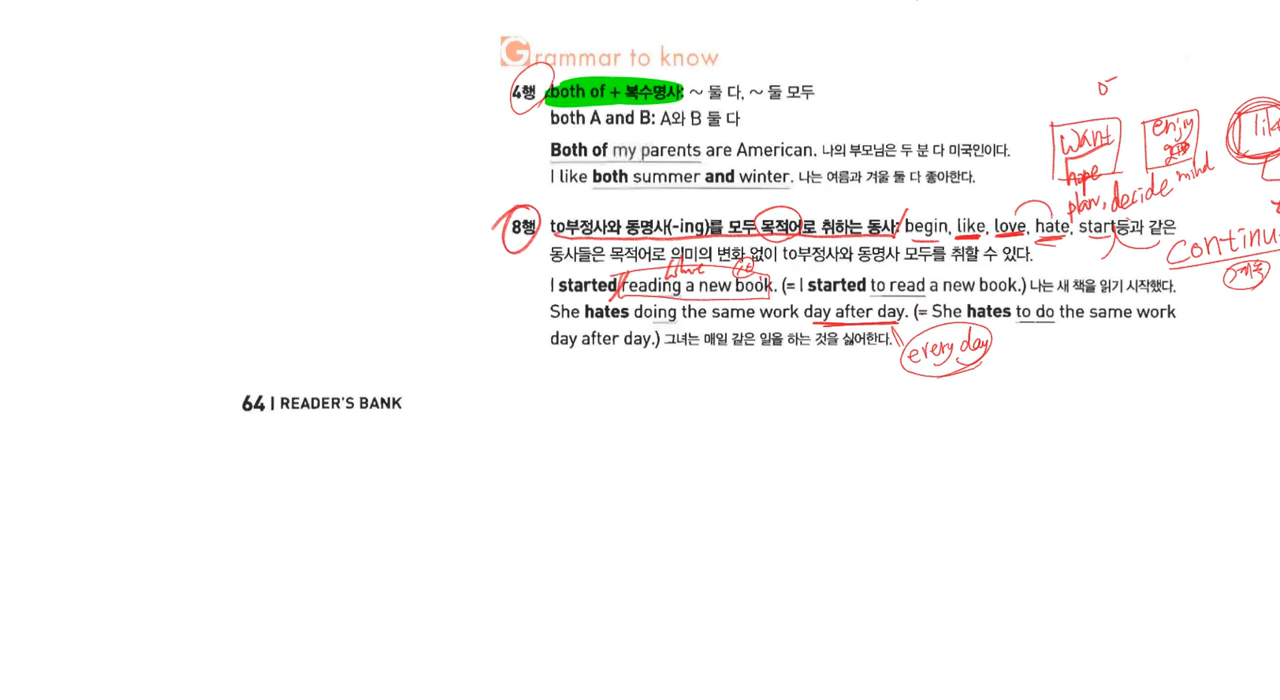 Grammar to know
4행 both of + 복수명사: ~ 둘 다, ~ 둘 모두
both A and B: A와 B 둘 다
Both of my parents are American. 나의 부모님은 두 분 다 미국인이다.
I like both summer and winter. 나는 여름과 겨울 둘 다 좋아한다.
want
hope
plan, decide
enjoy
mind
8행 to부정사와 동명사(-ing)를 모두 목적어로 취하는 동사: begin, like, love, hate, start등과 같은
동사들은 목적어로 의미의 변화 없이 to부정사와 동명사 모두를 취할 수 있다.
I started reading a new book. (= I started to read a new book.) 나는 새 책을 읽기 시작했다.
She hates doing the same work day after day. (= She hates to do the same work
day after day.) 그녀는 매일 같은 일을 하는 것을 싫어한다.
every day
64 | READER'S BANK